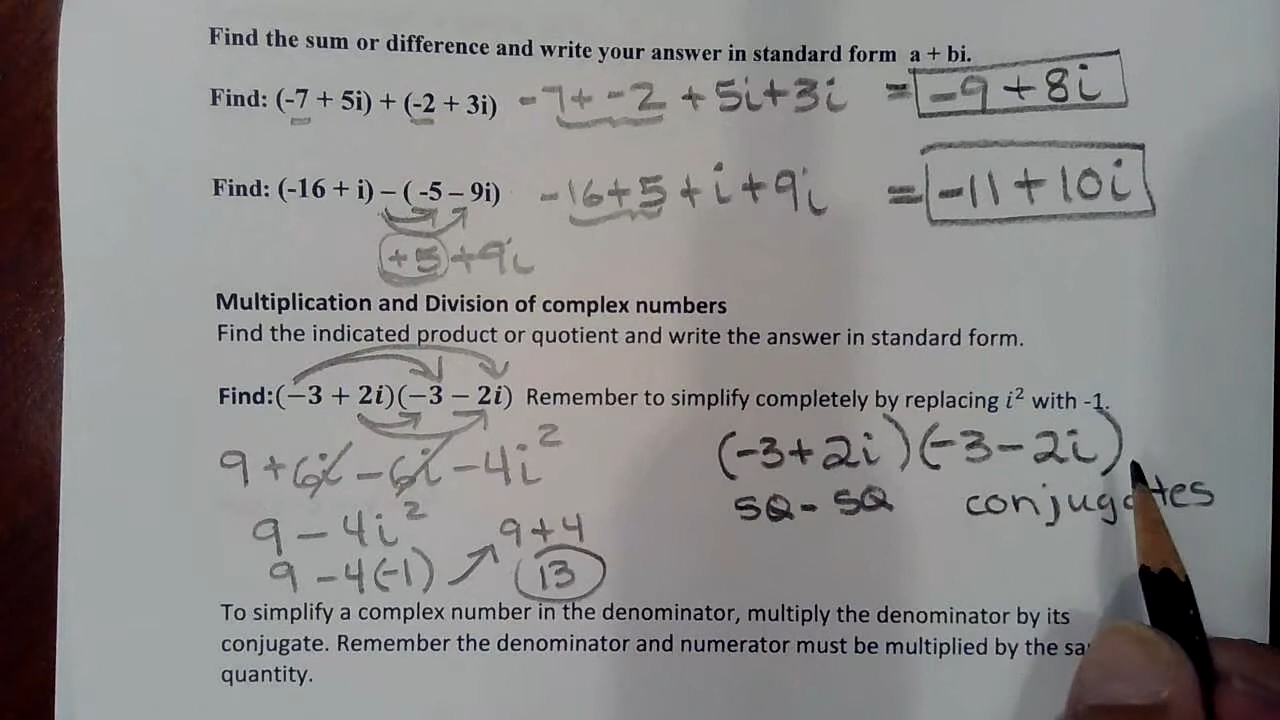 Find the sum or difference and write your answer in standard form a + bi.
Find: (-7 + 5i) + (-2 + 3i) -7+-2 +5i+3i = -9+8i
Find: (-16 + i) – ( -5 – 9i) -16+5+i+9i = -11+10i
+5+9i
Multiplication and Division of complex numbers
Find the indicated product or quotient and write the answer in standard form.
Find:(−3 + 2i)(−3 − 2i) Remember to simplify completely by replacing i² with -1.
9+6i-6i-4i² (-3+2i)(-3-2i)
SQ-SQ conjugates
9-4i² 9+4
9-4(-1) 13
To simplify a complex number in the denominator, multiply the denominator by its
conjugate. Remember the denominator and numerator must be multiplied by the
quantity.